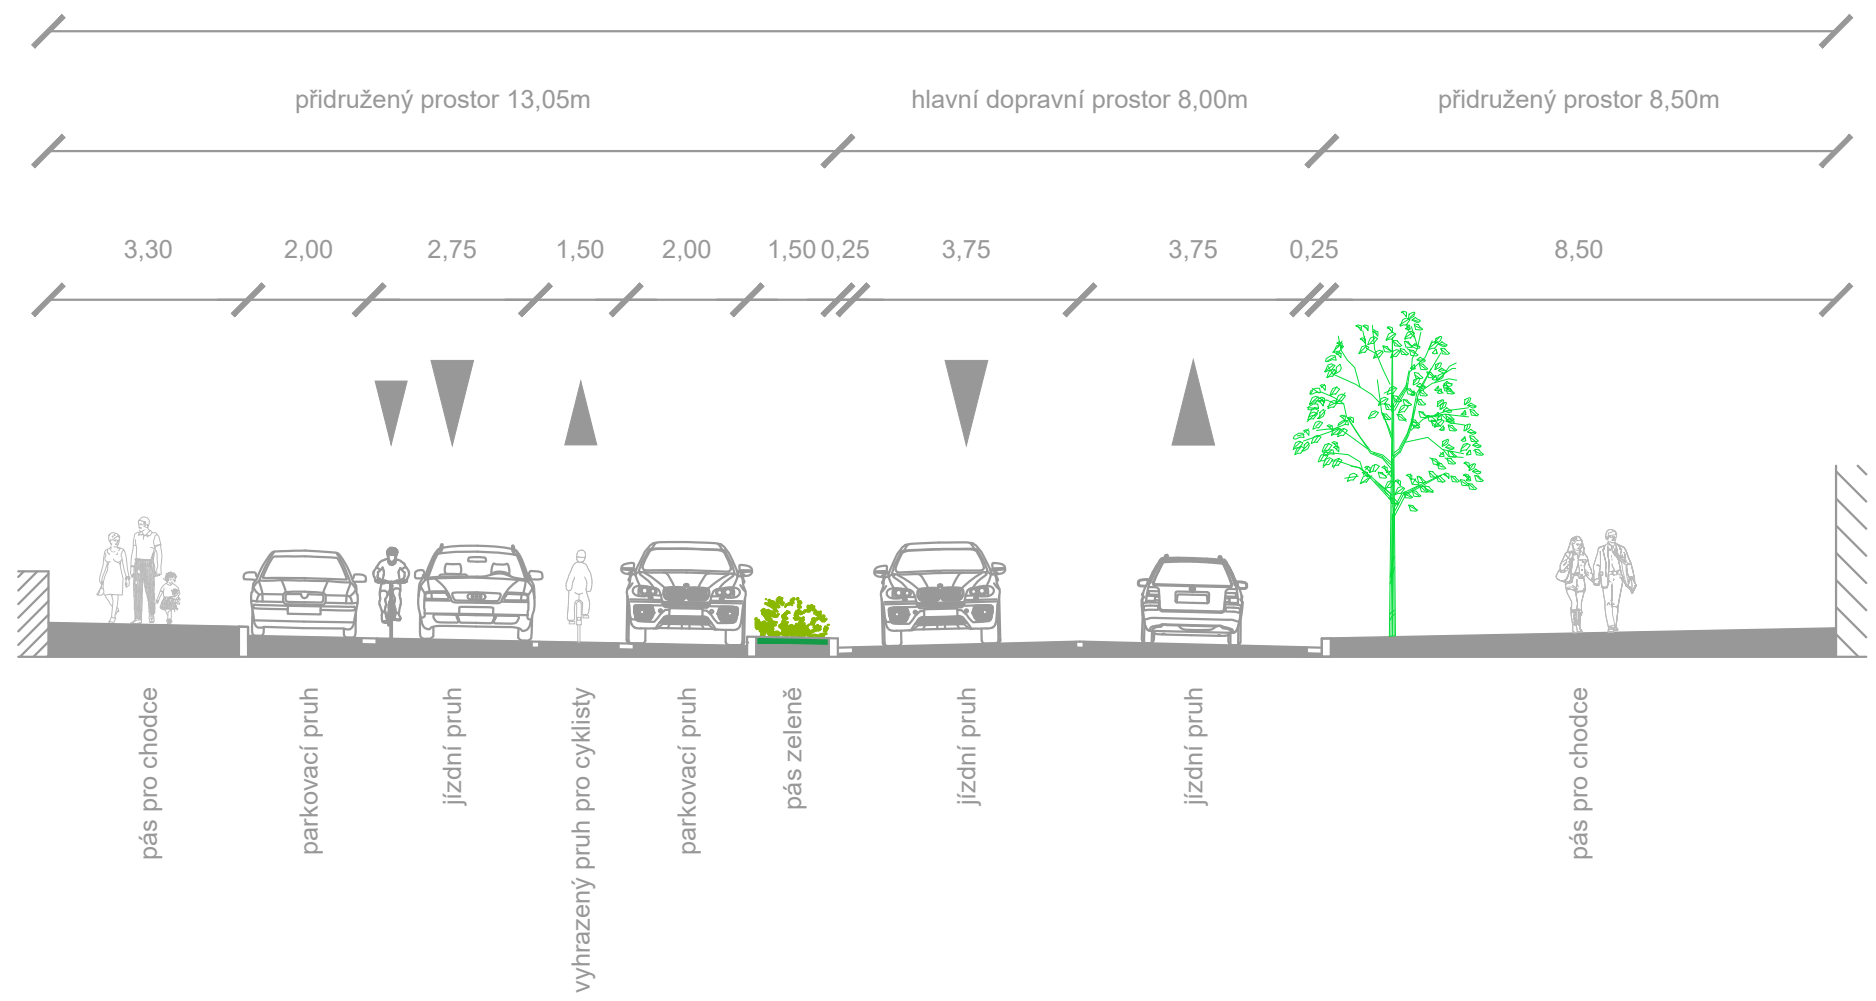 přidružený prostor 13,05m
hlavní dopravní prostor 8,00m
přidružený prostor 8,50m
3,30
2,00
2,75
1,50
2,00
1,50
0,25
3,75
3,75
0,25
8,50
pás pro chodce
parkovací pruh
jízdní pruh
vyhrazený pruh pro cyklisty
parkovací pruh
pás zeleně
jízdní pruh
jízdní pruh
pás pro chodce